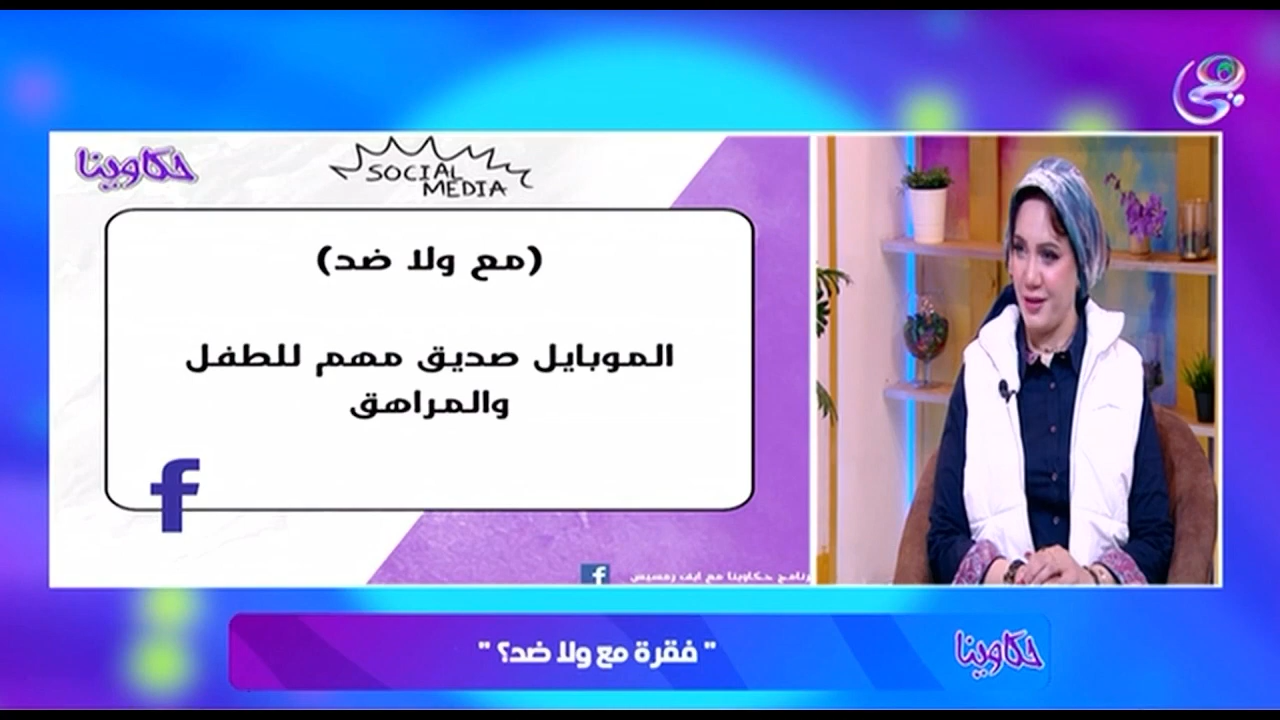 حكاوينا
SOCIAL
MEDIA
(مع ولا ضد)
الموبايل صديق مهم للطفل
والمراهق
f
f برنامج حكاوينا مع ايف رمسيس
" فقرة مع ولا ضد؟ "
حكاوينا